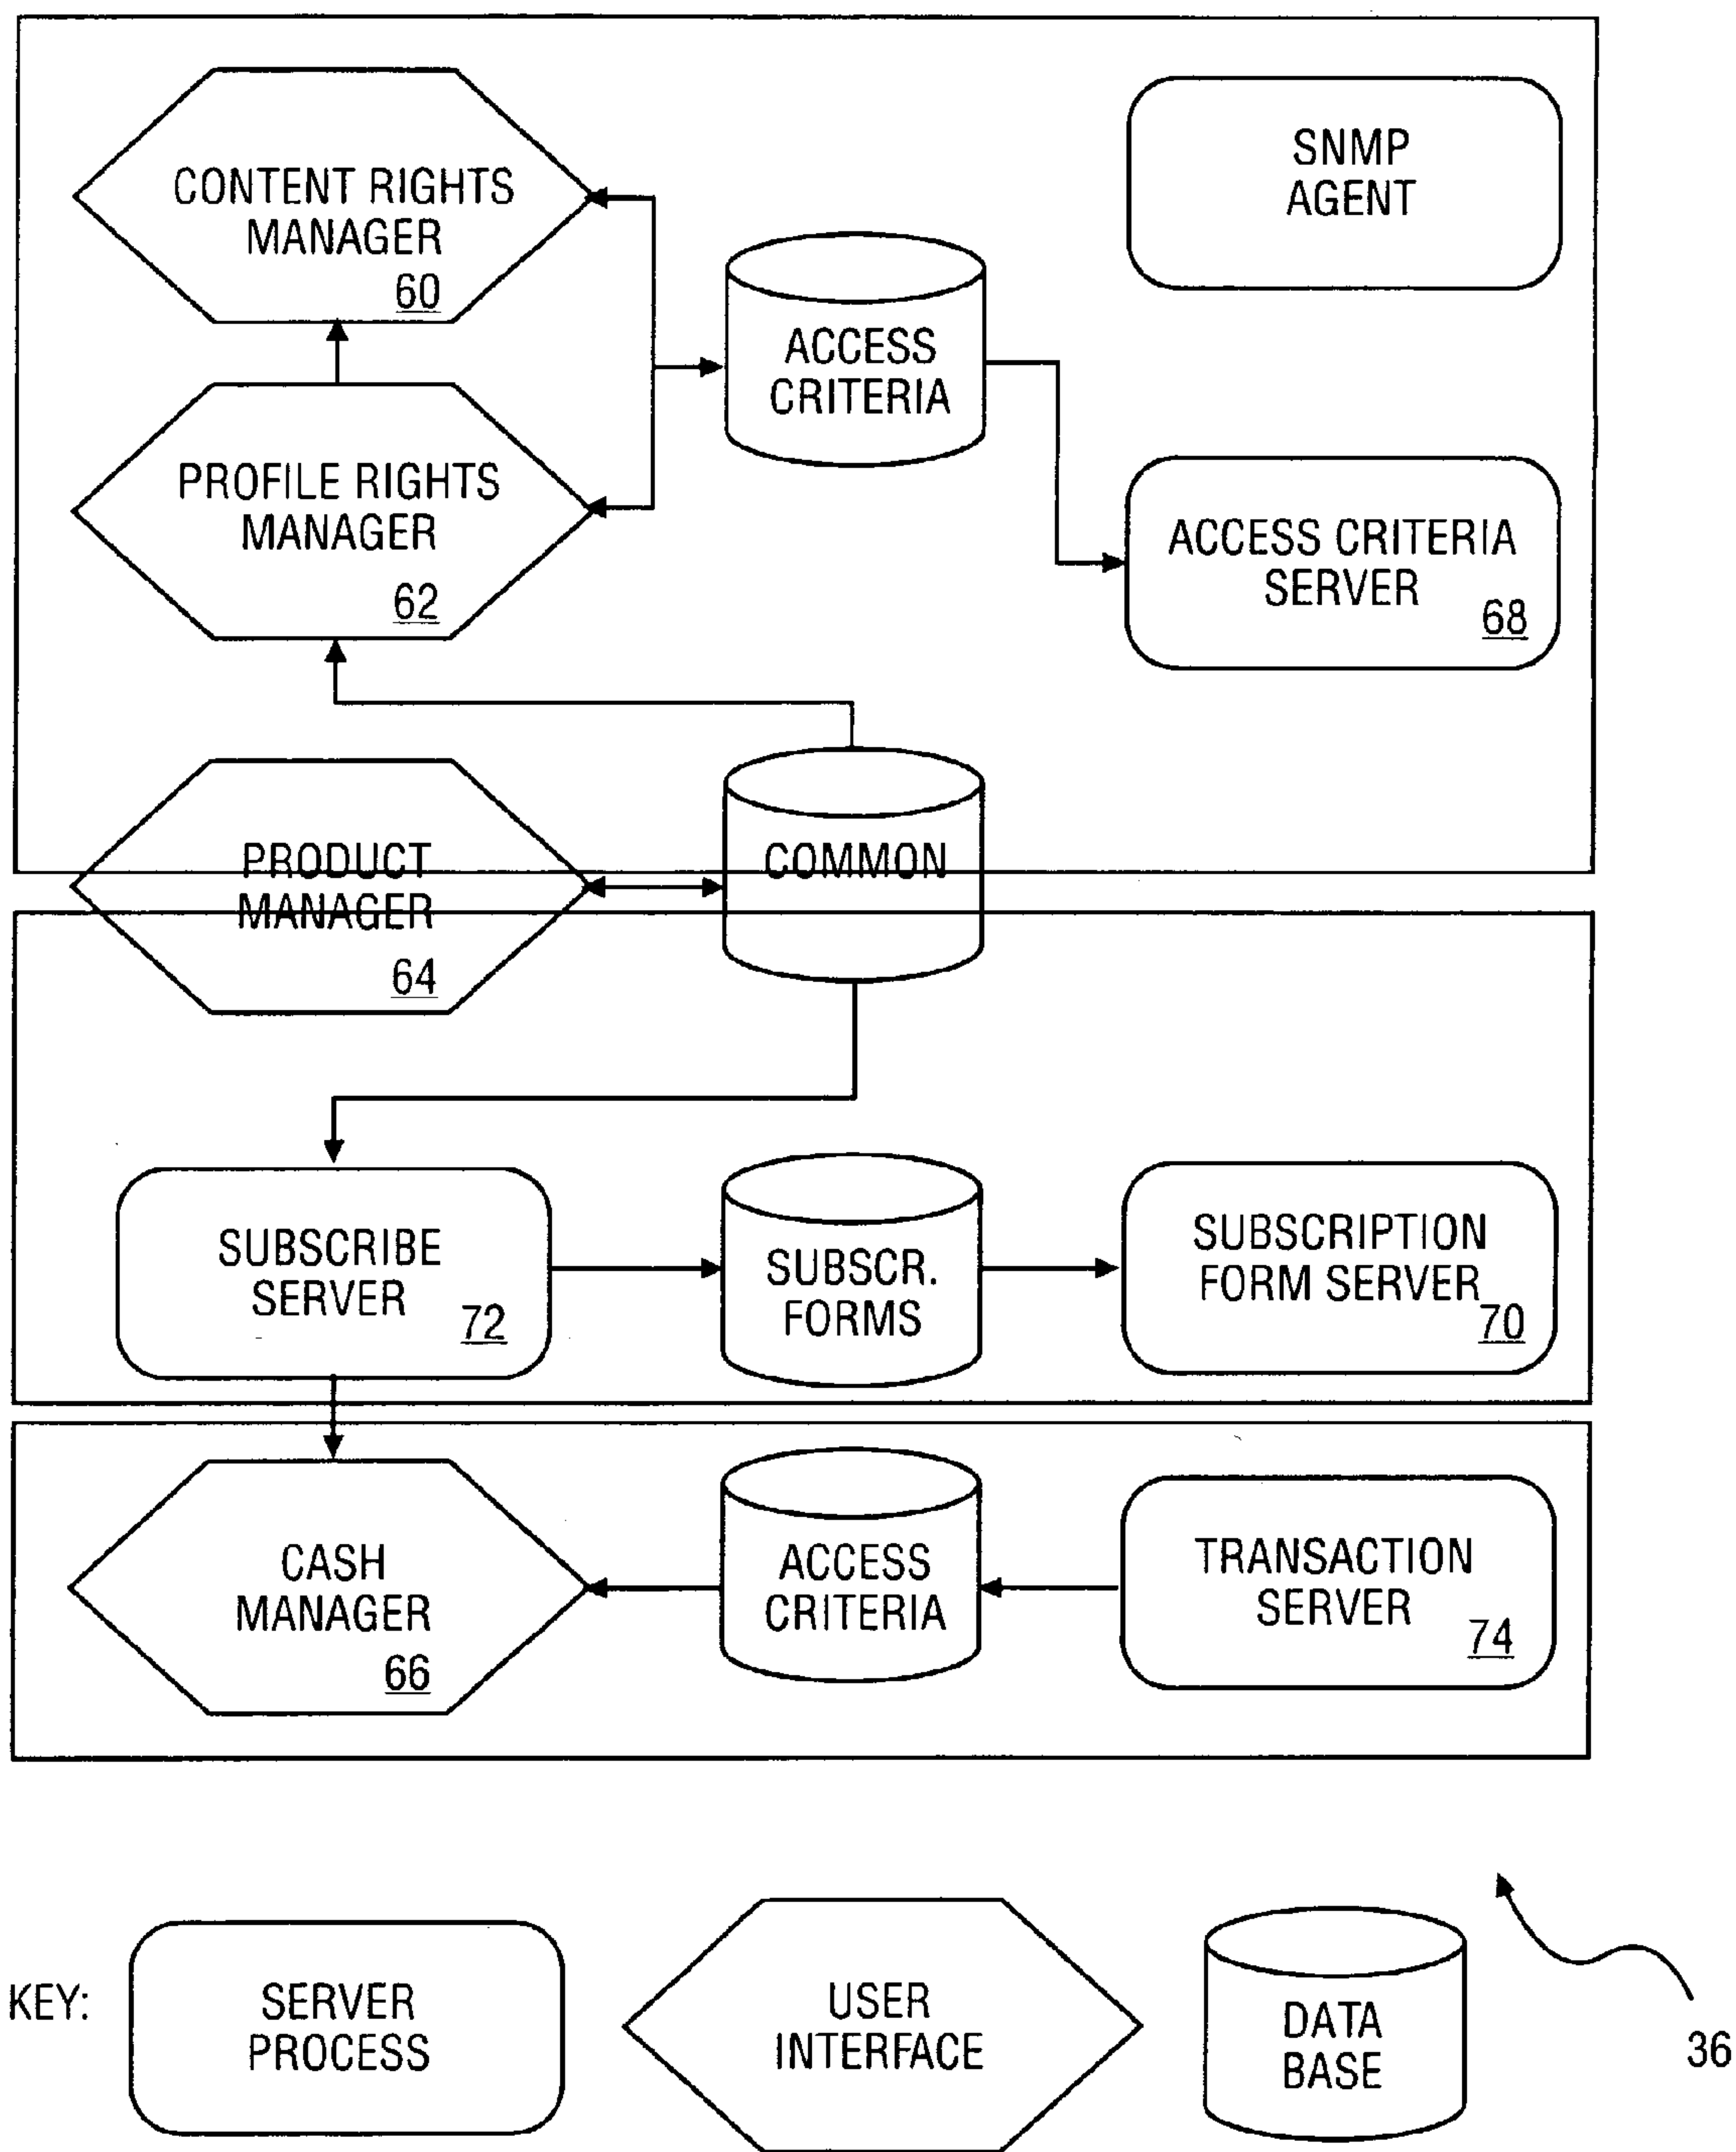 CONTENT RIGHTS
MANAGER
60
SNMP
AGENT
ACCESS
CRITERIA
PROFILE RIGHTS
MANAGER
62
ACCESS CRITERIA
SERVER
68
PRODUCT
MANAGER
64
COMMON
SUBSCRIBE
SERVER
72
SUBSCR.
FORMS
SUBSCRIPTION
FORM SERVER
70
CASH
MANAGER
66
ACCESS
CRITERIA
TRANSACTION
SERVER
74
KEY:
SERVER
PROCESS
USER
INTERFACE
DATA
BASE
36